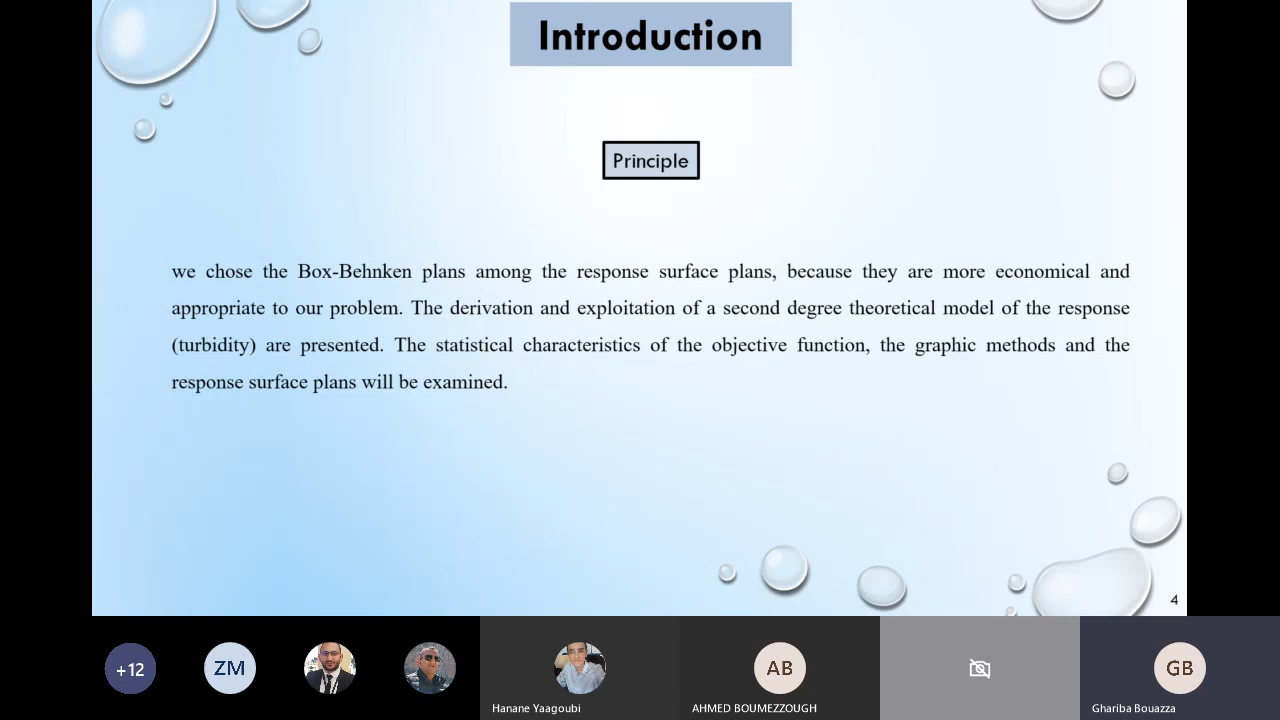 Introduction
Principle
we chose the Box-Behnken plans among the response surface plans, because they are more economical and
appropriate to our problem. The derivation and exploitation of a second degree theoretical model of the response
(turbidity) are presented. The statistical characteristics of the objective function, the graphic methods and the
response surface plans will be examined.
4
+12
ZM
AB
GB
Hanane Yaagoubi
AHMED BOUMEZZOUGH
Ghariba Bouazza